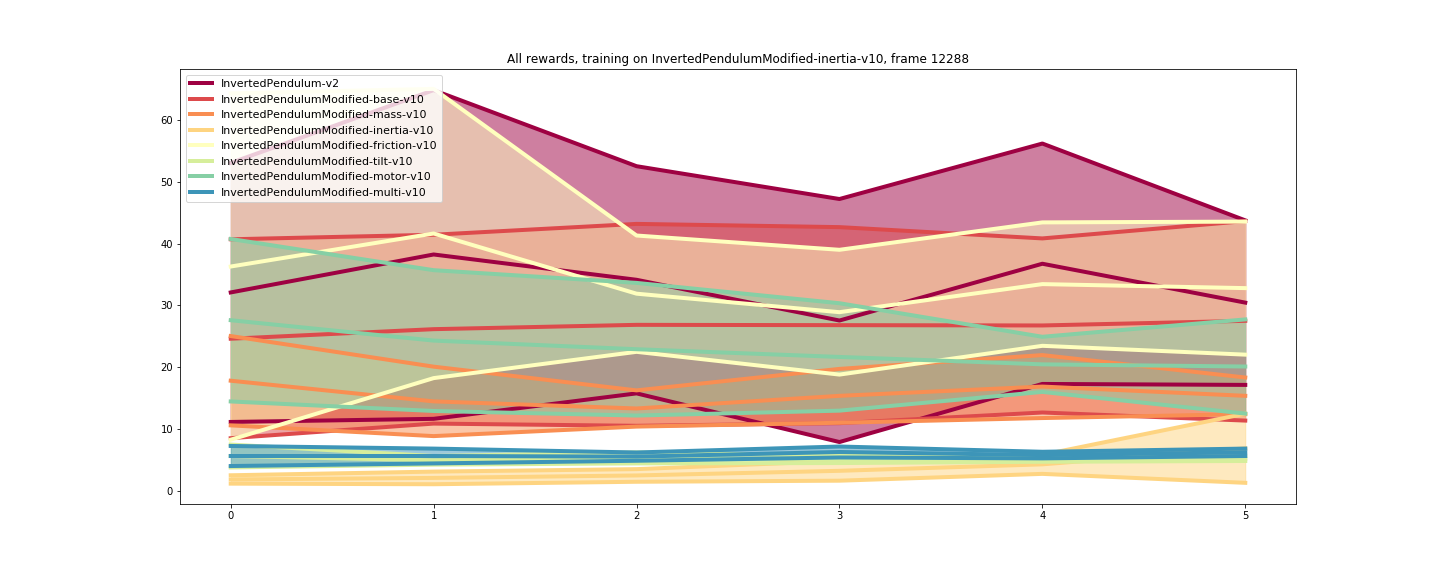 All rewards, training on InvertedPendulumModified-inertia-v10, frame 12288
InvertedPendulum-v2
InvertedPendulumModified-base-v10
InvertedPendulumModified-mass-v10
InvertedPendulumModified-inertia-v10
InvertedPendulumModified-friction-v10
InvertedPendulumModified-tilt-v10
InvertedPendulumModified-motor-v10
InvertedPendulumModified-multi-v10
60
50
40
30
20
10
0
0 1 2 3 4 5